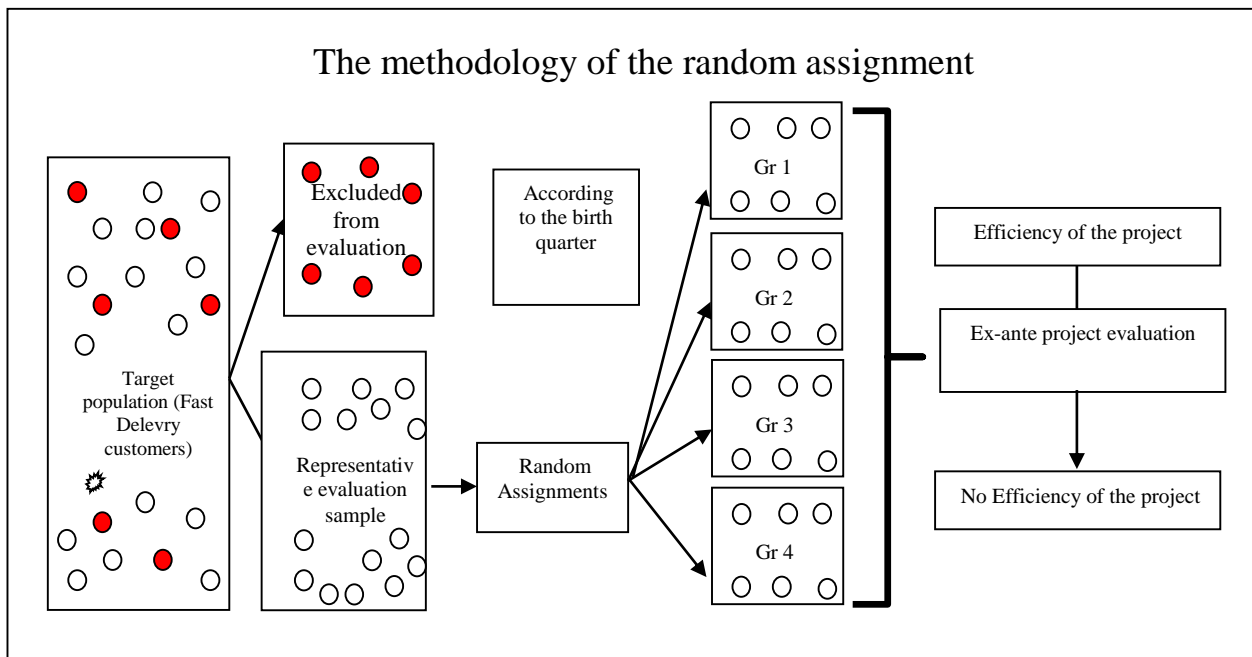 The methodology of the random assignment
Target
population (Fast
Delevry
customers)
Excluded
from
evaluation
Representativ
e evaluation
sample
According
to the birth
quarter
Random
Assignments
Gr 1
Gr 2
Gr 3
Gr 4
Efficiency of the project
Ex-ante project evaluation
No Efficiency of the project